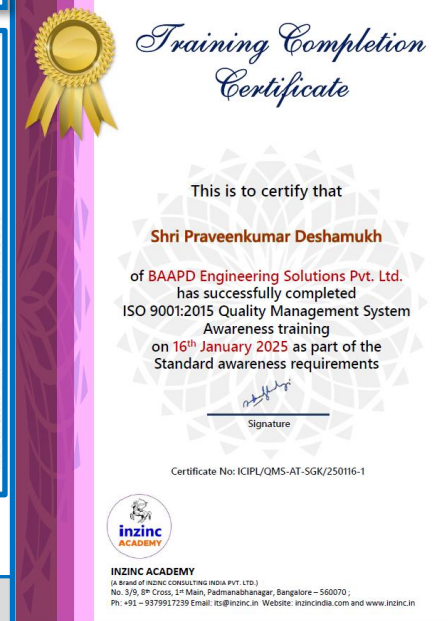 Training Completion
Certificate
This is to certify that
Shri Praveenkumar Deshamukh
of BAAPD Engineering Solutions Pvt. Ltd.
has successfully completed
ISO 9001:2015 Quality Management System
Awareness training
on 16th January 2025 as part of the
Standard awareness requirements
Signature
Certificate No: ICIPL/QMS-AT-SGK/250116-1
inzinc
ACADEMY
INZINC ACADEMY
(A Brand of INZINC CONSULTING INDIA PVT. LTD.)
No. 3/9, 8th Cross, 1st Main, Padmanabhanagar, Bangalore – 560070 ;
Ph: +91 – 9379917239 Email: its@inzinc.in Website: inzincindia.com and www.inzinc.in